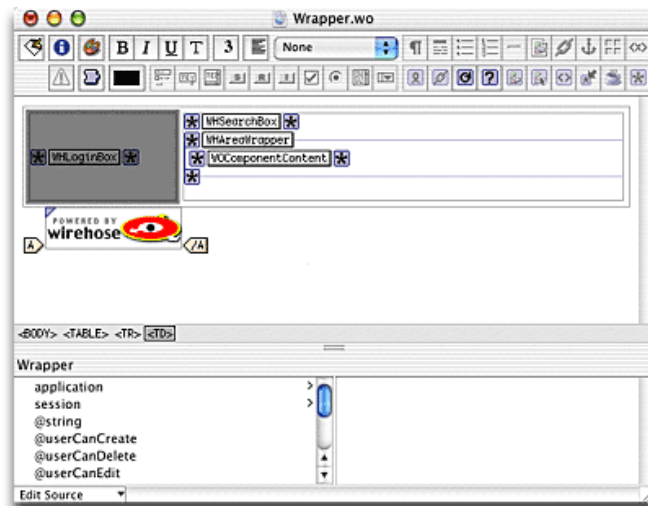 Wrapper.wo
B I U T 3 None
WHSearchBox
WHAreaWrapper
WHLoginBox WOComponentContent
POWERED BY
wirehose
A /A
<BODY> <TABLE> <TR> <TD>
Wrapper
application >
session >
@string
@userCanCreate
@userCanDelete
@userCanEdit
Edit Source